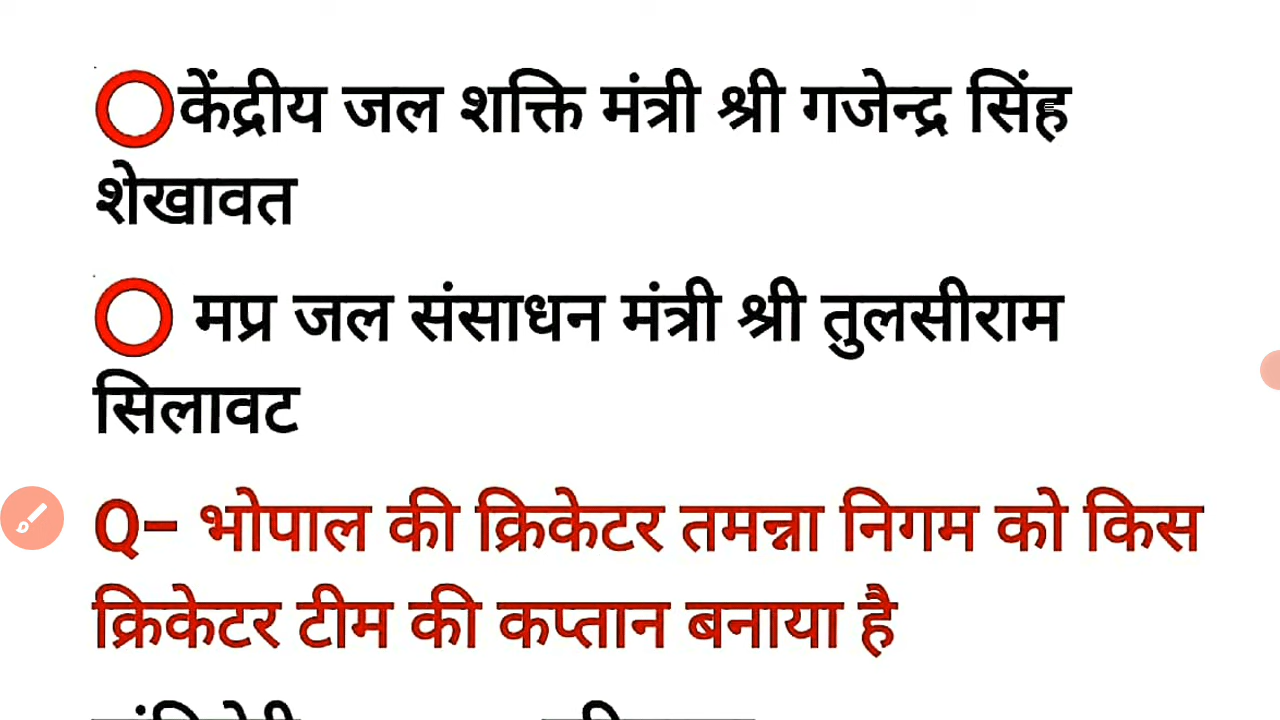 केंद्रीय जल शक्ति मंत्री श्री गजेन्द्र सिंह
शेखावत
मप्र जल संसाधन मंत्री श्री तुलसीराम
सिलावट
Q– भोपाल की क्रिकेटर तमन्ना निगम को किस
क्रिकेटर टीम की कप्तान बनाया है